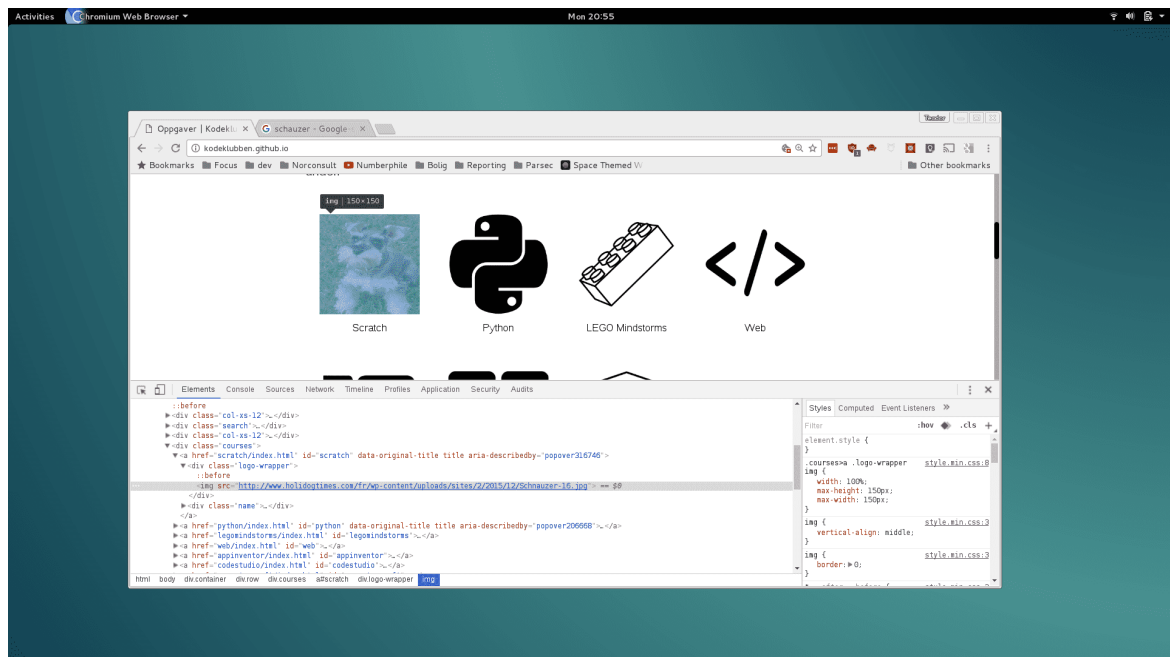 Activities Chromium Web Browser Mon 20:55
Oppgaver | Kodeklu schauzer - Google-
kodeklubben.github.io
Bookmarks Focus dev Norconsult Numberphile Bolig Reporting Parsec Space Themed W Other bookmarks
img 150×150
Scratch Python LEGO Mindstorms Web
Elements Console Sources Network Timeline Profiles Application Security Audits
::before
<div class="col-xs-12">…</div>
<div class="search">…</div>
<div class="col-xs-12">…</div>
<div class="courses">
<a href="scratch/index.html" id="scratch" data-original-title title aria-describedby="popover316746">
<div class="logo-wrapper">
::before
<img src="http://www.holidogtimes.com/fr/wp-content/uploads/sites/2/2015/12/Schnauzer-16.jpg"> == $0
</div>
<div class="name">…</div>
</a>
<a href="python/index.html" id="python" data-original-title title aria-describedby="popover206668">…</a>
<a href="legomindstorms/index.html" id="legomindstorms">…</a>
<a href="web/index.html" id="web">…</a>
<a href="appinventor/index.html" id="appinventor">…</a>
<a href="codestudio/index.html" id="codestudio">…</a>
html body div.container div.row div.courses a#scratch div.logo-wrapper img
Styles Computed Event Listeners »
Filter :hov .cls +
element.style {
}
.courses>a .logo-wrapper style.min.css:8
img {
width: 100%;
max-height: 150px;
max-width: 150px;
}
img { style.min.css:3
vertical-align: middle;
}
img { style.min.css:3
border: 0;
}